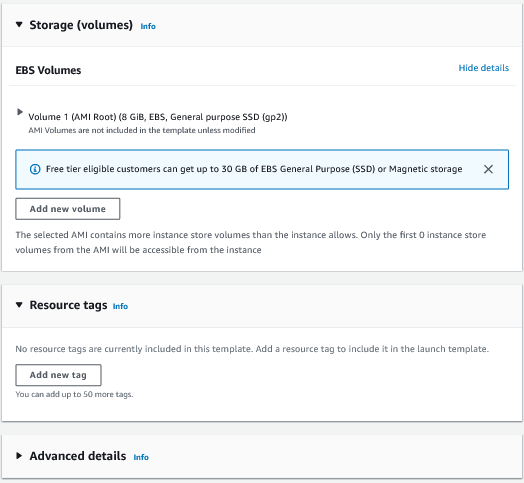 Storage (volumes) Info
EBS Volumes
Hide details
Volume 1 (AMI Root) (8 GiB, EBS, General purpose SSD (gp2))
AMI Volumes are not included in the template unless modified
Free tier eligible customers can get up to 30 GB of EBS General Purpose (SSD) or Magnetic storage
Add new volume
The selected AMI contains more instance store volumes than the instance allows. Only the first 0 instance store
volumes from the AMI will be accessible from the instance
Resource tags Info
No resource tags are currently included in this template. Add a resource tag to include it in the launch template.
Add new tag
You can add up to 50 more tags.
Advanced details Info